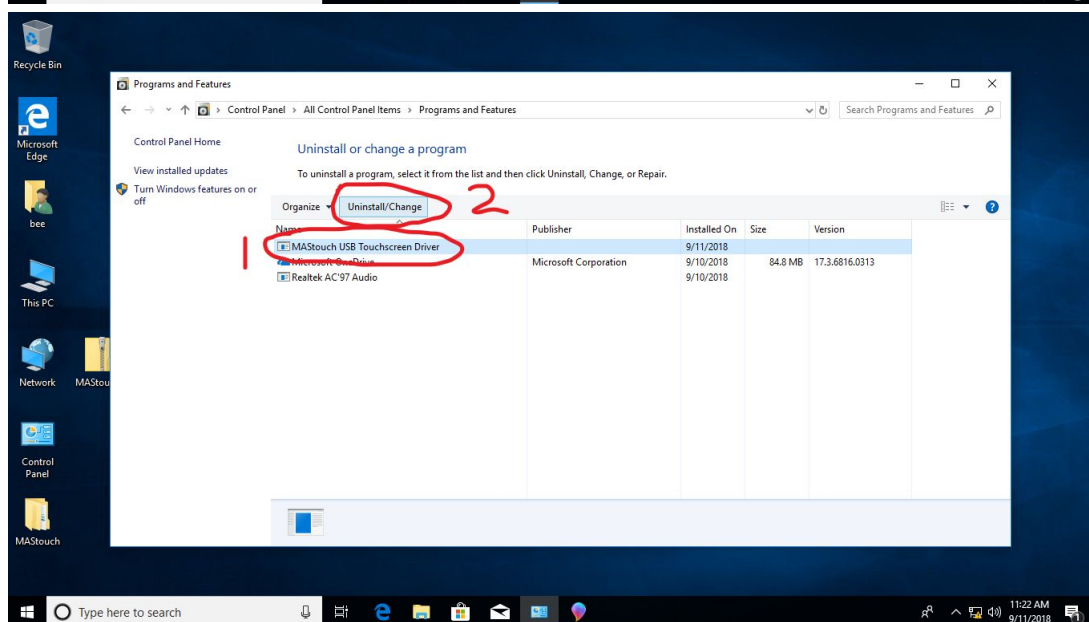 Recycle Bin
Programs and Features
Control Panel > All Control Panel Items > Programs and Features
Search Programs and Features
Microsoft Edge
Control Panel Home
Uninstall or change a program
View installed updates
To uninstall a program, select it from the list and then click Uninstall, Change, or Repair.
Turn Windows features on or off
Organize Uninstall/Change 2
bee
Name Publisher Installed On Size Version
1 MAStouch USB Touchscreen Driver 9/11/2018
Microsoft OneDrive Microsoft Corporation 9/10/2018 84.8 MB 17.3.6816.0313
Realtek AC'97 Audio 9/10/2018
This PC
Network MAStou
Control Panel
MAStouch
Type here to search 11:22 AM
9/11/2018